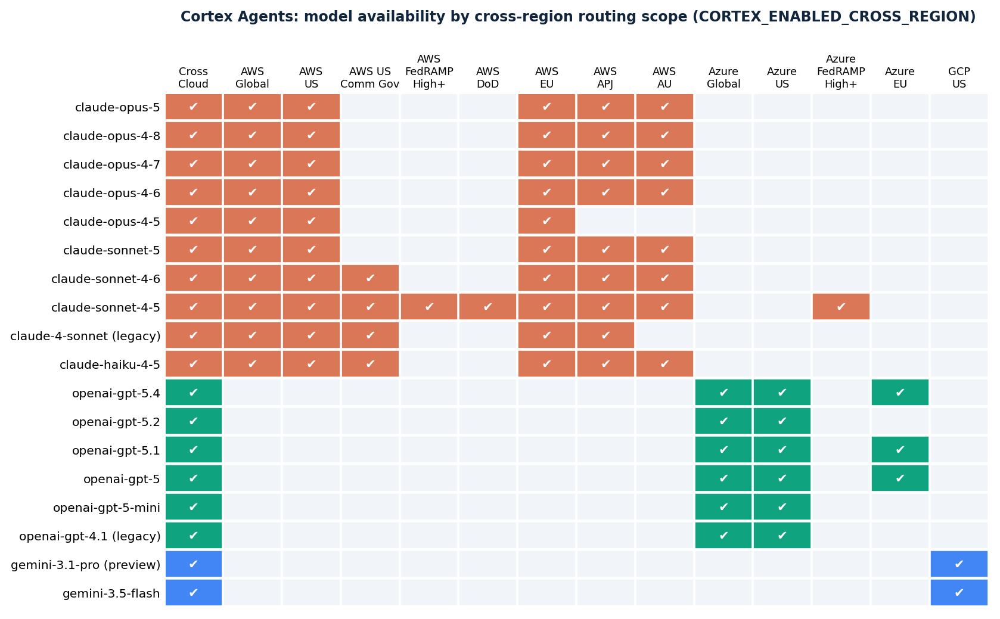 Cortex Agents: model availability by cross-region routing scope (CORTEX_ENABLED_CROSS_REGION)
Cross Cloud
AWS Global
AWS US
AWS US Comm Gov
AWS FedRAMP High+
AWS DoD
AWS EU
AWS APJ
AWS AU
Azure Global
Azure US
Azure FedRAMP High+
Azure EU
GCP US
claude-opus-5 ✔ ✔ ✔ ✔ ✔ ✔
claude-opus-4-8 ✔ ✔ ✔ ✔ ✔ ✔
claude-opus-4-7 ✔ ✔ ✔ ✔ ✔ ✔
claude-opus-4-6 ✔ ✔ ✔ ✔ ✔ ✔
claude-opus-4-5 ✔ ✔ ✔ ✔
claude-sonnet-5 ✔ ✔ ✔ ✔ ✔ ✔
claude-sonnet-4-6 ✔ ✔ ✔ ✔ ✔ ✔ ✔
claude-sonnet-4-5 ✔ ✔ ✔ ✔ ✔ ✔ ✔ ✔ ✔ ✔
claude-4-sonnet (legacy) ✔ ✔ ✔ ✔ ✔ ✔
claude-haiku-4-5 ✔ ✔ ✔ ✔ ✔ ✔ ✔
openai-gpt-5.4 ✔ ✔ ✔ ✔
openai-gpt-5.2 ✔ ✔ ✔
openai-gpt-5.1 ✔ ✔ ✔ ✔
openai-gpt-5 ✔ ✔ ✔ ✔
openai-gpt-5-mini ✔ ✔ ✔
openai-gpt-4.1 (legacy) ✔ ✔ ✔
gemini-3.1-pro (preview) ✔ ✔
gemini-3.5-flash ✔ ✔